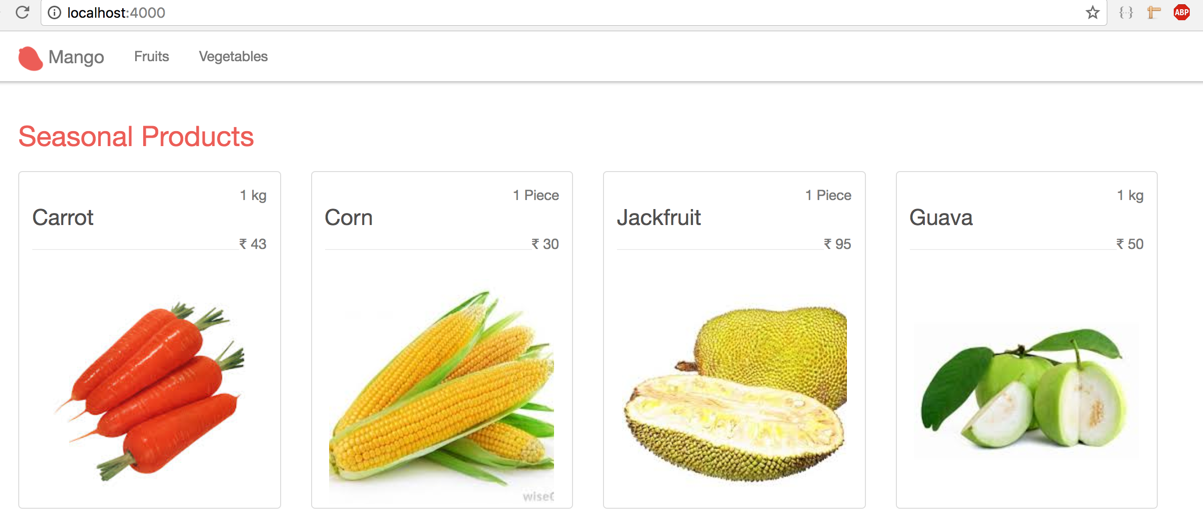 localhost:4000
ABP
Mango Fruits Vegetables
Seasonal Products
1 kg
Carrot
₹ 43
1 Piece
Corn
₹ 30
1 Piece
Jackfruit
₹ 95
1 kg
Guava
₹ 50